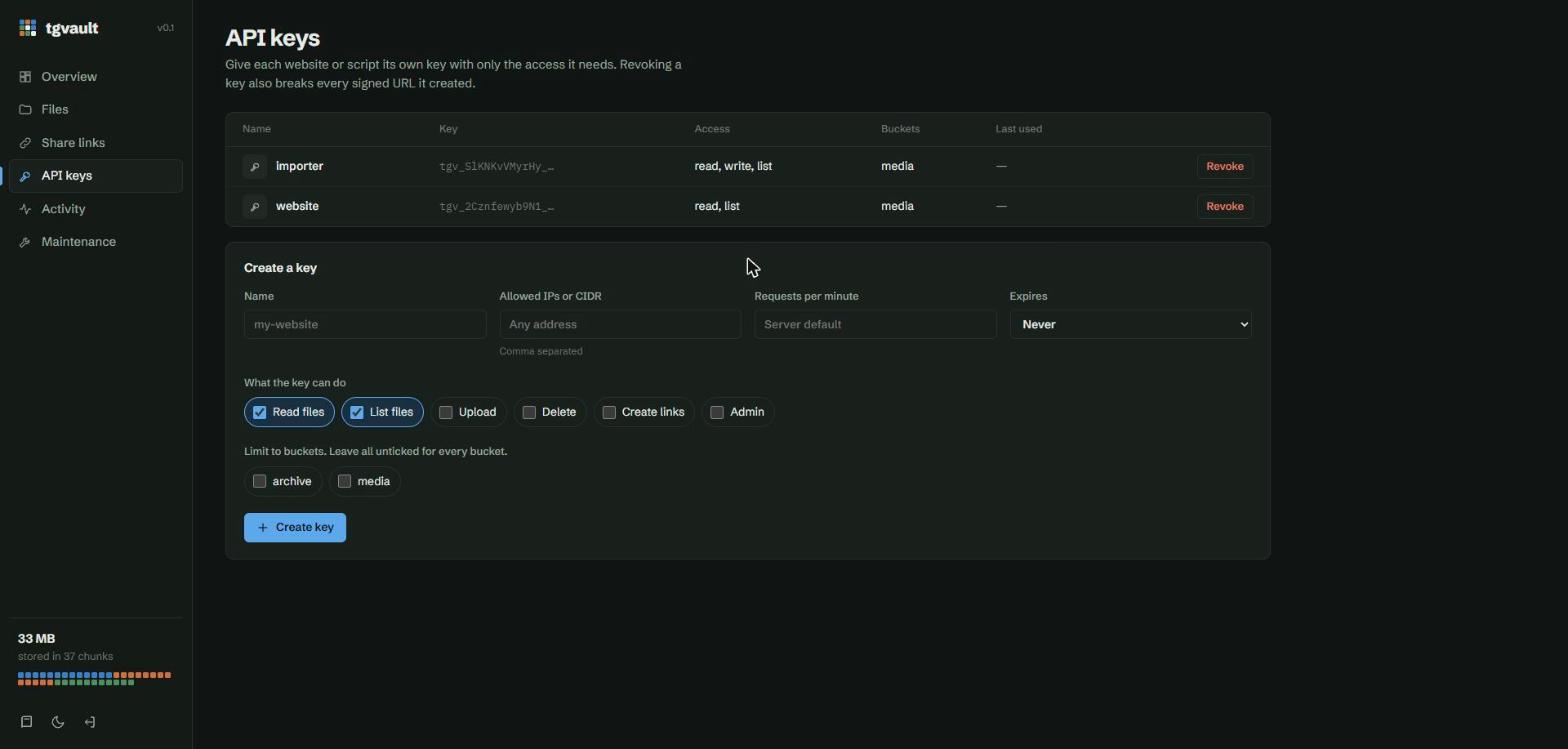 tgvault
v0.1
Overview
Files
Share links
API keys
Activity
Maintenance
33 MB
stored in 37 chunks
API keys
Give each website or script its own key with only the access it needs. Revoking a
key also breaks every signed URL it created.
Name Key Access Buckets Last used
importer tgv_SlKNKvVMyrHy_… read, write, list media — Revoke
website tgv_2Cznfewyb9N1_… read, list media — Revoke
Create a key
Name Allowed IPs or CIDR Requests per minute Expires
my-website Any address Server default Never
Comma separated
What the key can do
Read files List files Upload Delete Create links Admin
Limit to buckets. Leave all unticked for every bucket.
archive media
+ Create key